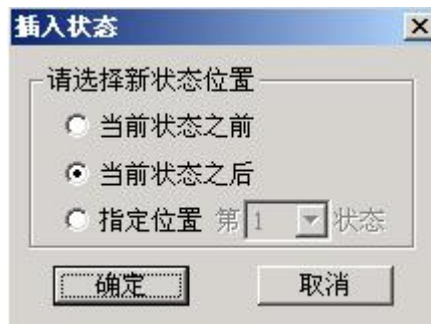 插入状态
请选择新状态位置
当前状态之前
当前状态之后
指定位置 第 1 状态
确定 取消